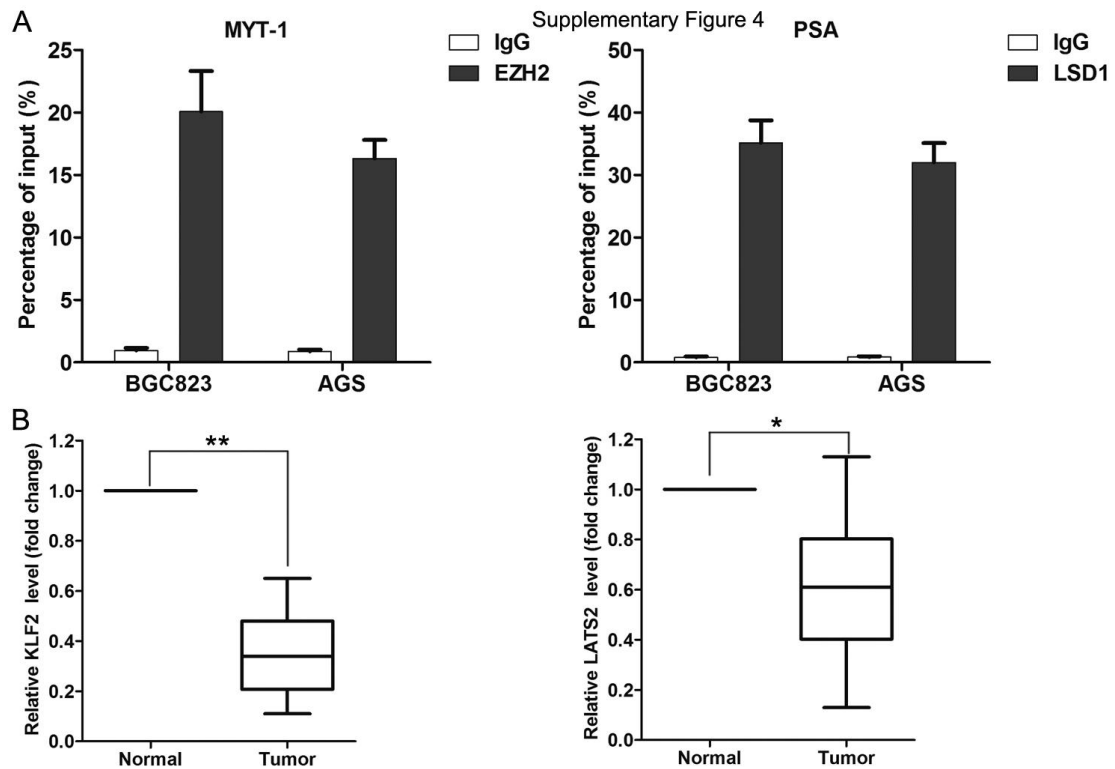 Supplementary Figure 4
A
MYT-1
IgG
EZH2
Percentage of input (%)
25
20
15
10
5
0
BGC823
AGS
PSA
IgG
LSD1
Percentage of input (%)
50
40
30
20
10
0
BGC823
AGS
B
Relative KLF2 level (fold change)
1.2
1.0
0.8
0.6
0.4
0.2
0.0
**
Normal
Tumor
Relative LATS2 level (fold change)
1.2
1.0
0.8
0.6
0.4
0.2
0.0
*
Normal
Tumor